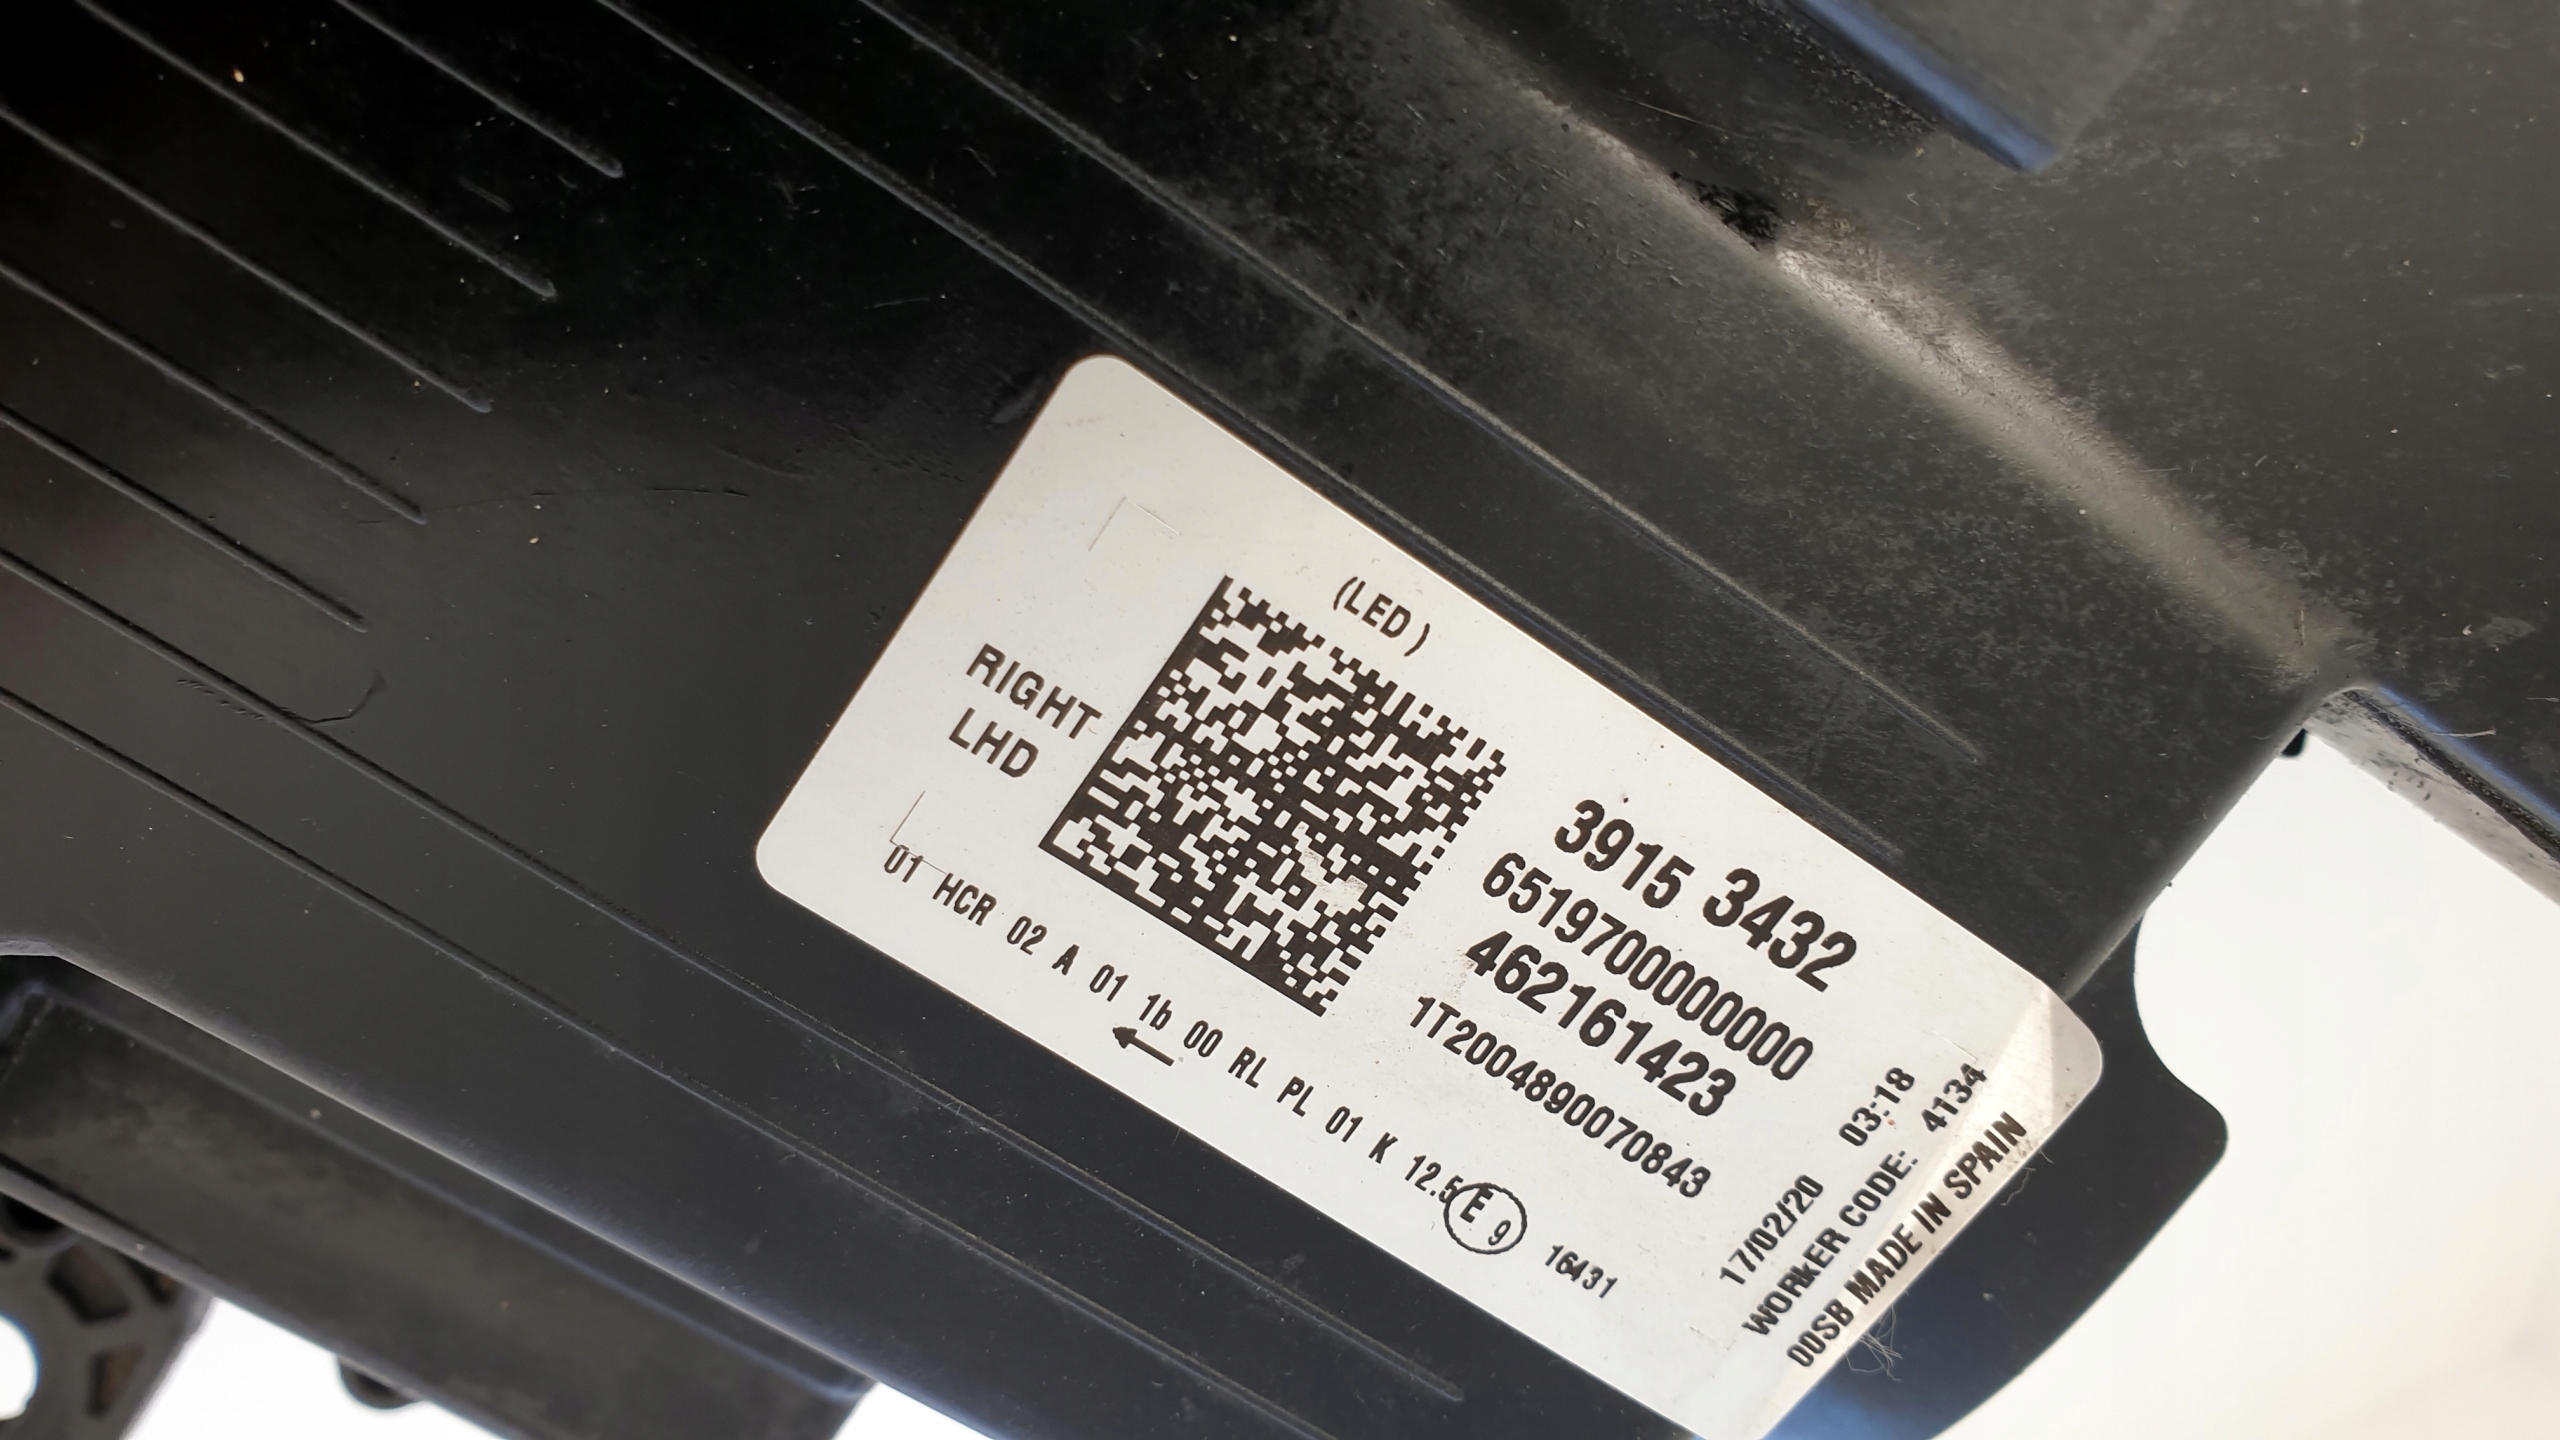 (LED)
RIGHT
LHD
3915 3432
651970000000
462161423
1T2004890070843
01 HCR 02 A 01 1b 00 RL PL 01 K 12.5 E 9 16431
17/02/20 03:18
WORKER CODE: 4134
00SB MADE IN SPAIN